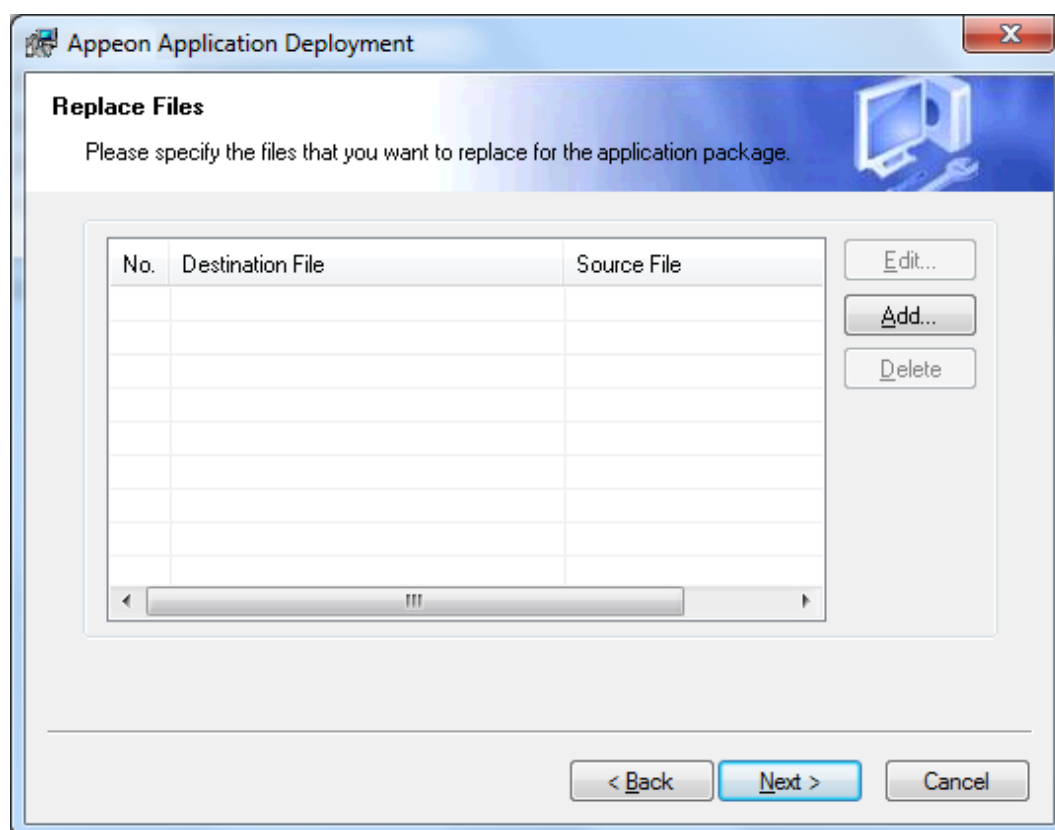 Appeon Application Deployment
Replace Files
Please specify the files that you want to replace for the application package.
No. Destination File Source File
Edit...
Add...
Delete
< Back Next > Cancel